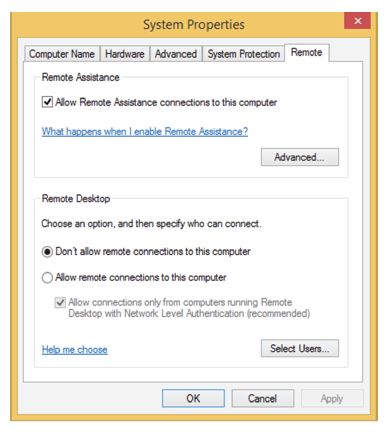 System Properties
Computer Name Hardware Advanced System Protection Remote
Remote Assistance
Allow Remote Assistance connections to this computer
What happens when I enable Remote Assistance?
Advanced...
Remote Desktop
Choose an option, and then specify who can connect.
Don't allow remote connections to this computer
Allow remote connections to this computer
Allow connections only from computers running Remote
Desktop with Network Level Authentication (recommended)
Help me choose
Select Users...
OK Cancel Apply